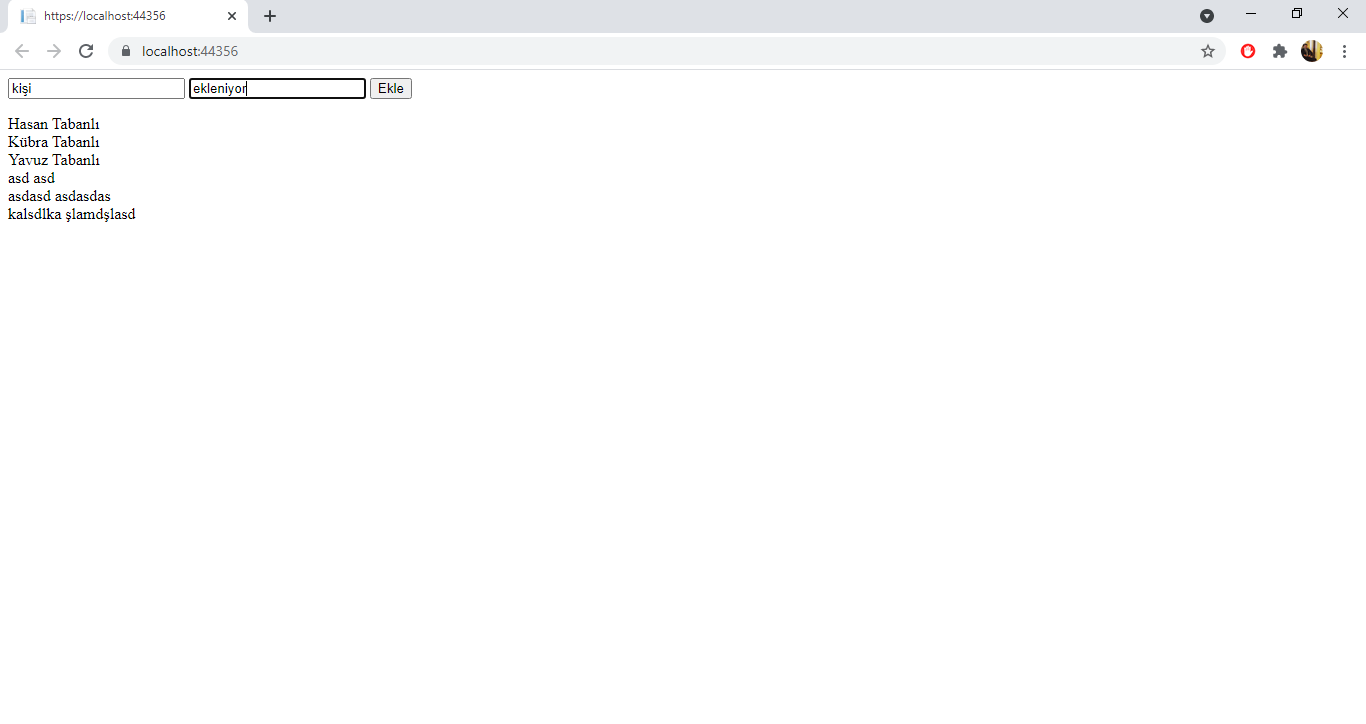 https://localhost:44356
localhost:44356
kişi ekleniyor Ekle
Hasan Tabanlı
Kübra Tabanlı
Yavuz Tabanlı
asd asd
asdasd asdasdas
kalsdlka şlamdşlasd